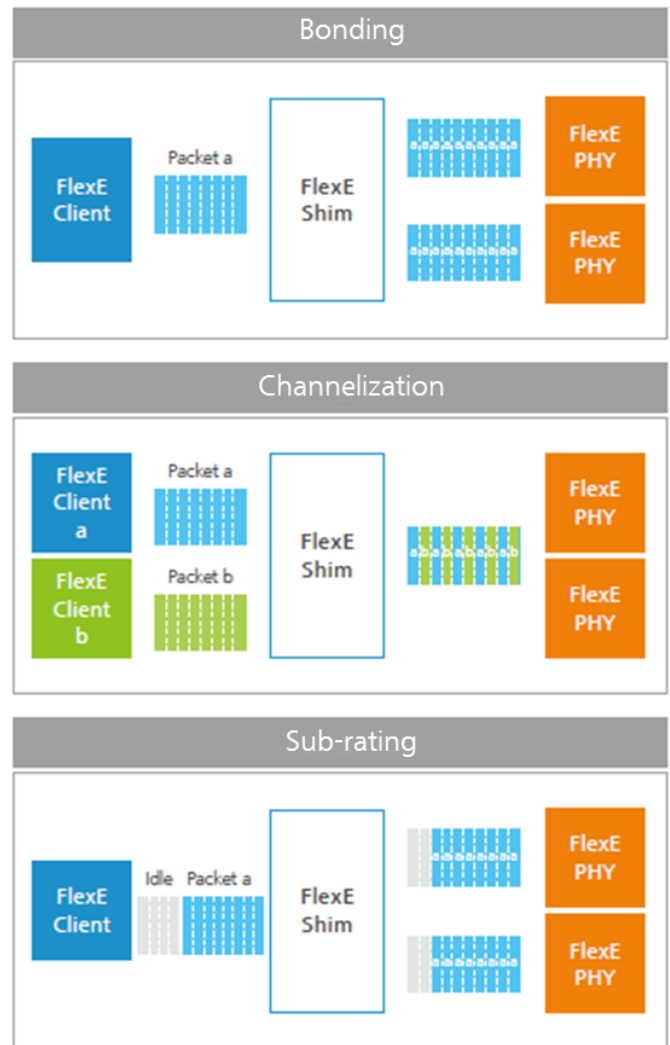 Bonding
FlexE
Client
Packet a
FlexE
Shim
a a a a a a a a a
a a a a a a a a a
FlexE
PHY
FlexE
PHY
Channelization
FlexE
Client
a
FlexE
Client
b
Packet a
Packet b
FlexE
Shim
a b a b a b a b a b
FlexE
PHY
FlexE
PHY
Sub-rating
FlexE
Client
Idle Packet a
FlexE
Shim
a a a a a a a a
a a a a a a a a
FlexE
PHY
FlexE
PHY